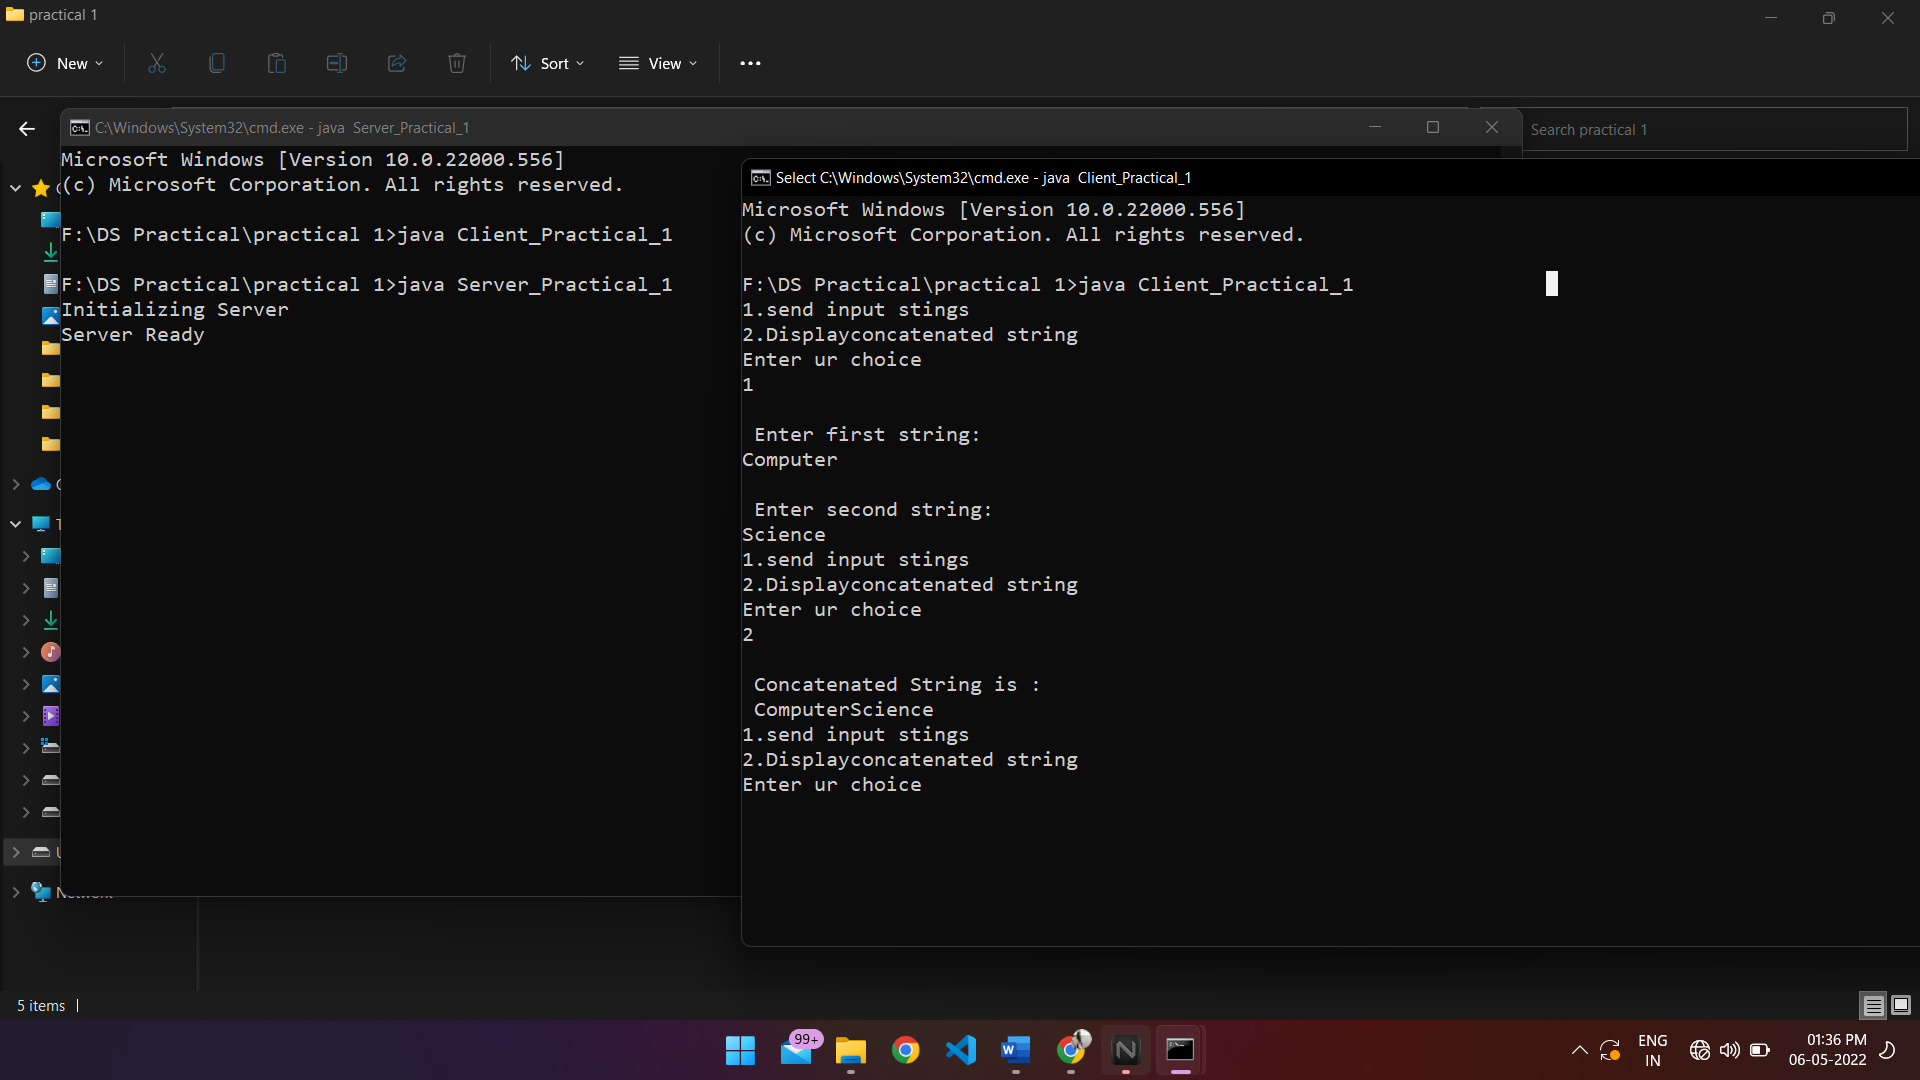 practical 1
New
Sort
View
Search practical 1
C:\Windows\System32\cmd.exe - java  Server_Practical_1
Microsoft Windows [Version 10.0.22000.556]
(c) Microsoft Corporation. All rights reserved.
F:\DS Practical\practical 1>java Client_Practical_1
F:\DS Practical\practical 1>java Server_Practical_1
Initializing Server
Server Ready
Select C:\Windows\System32\cmd.exe - java  Client_Practical_1
Microsoft Windows [Version 10.0.22000.556]
(c) Microsoft Corporation. All rights reserved.
F:\DS Practical\practical 1>java Client_Practical_1
1.send input stings
2.Displayconcatenated string
Enter ur choice
1
Enter first string:
Computer
Enter second string:
Science
1.send input stings
2.Displayconcatenated string
Enter ur choice
2
Concatenated String is :
ComputerScience
1.send input stings
2.Displayconcatenated string
Enter ur choice
Network
5 items
99+
ENG
IN
01:36 PM
06-05-2022